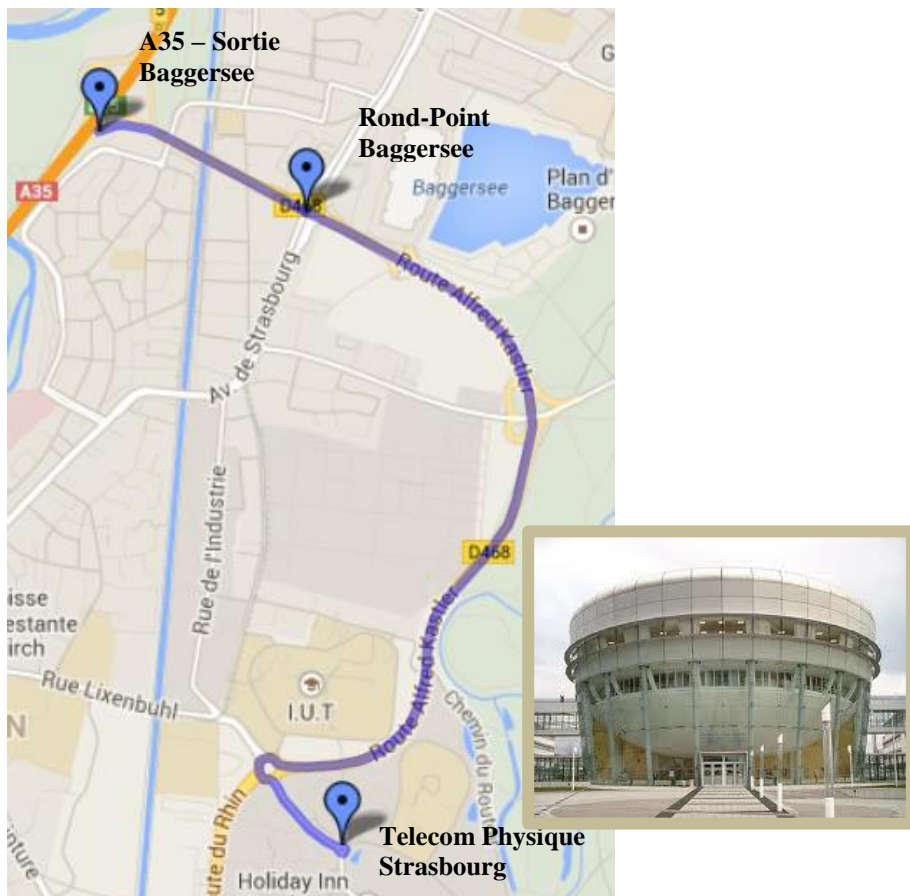 A35 – Sortie
Baggersee
Rond-Point
Baggersee
A35
D468
Baggersee
Plan d'
Bagger
Route Alfred Kastler
Av. de Strasbourg
Rue de l'Industrie
D468
isse
estante
irch
Rue Lixenbuhl
I.U.T
Route Alfred Kastler
Chemin du Route
N
ute du Rhin
Telecom Physique
Strasbourg
Holiday Inn
inture